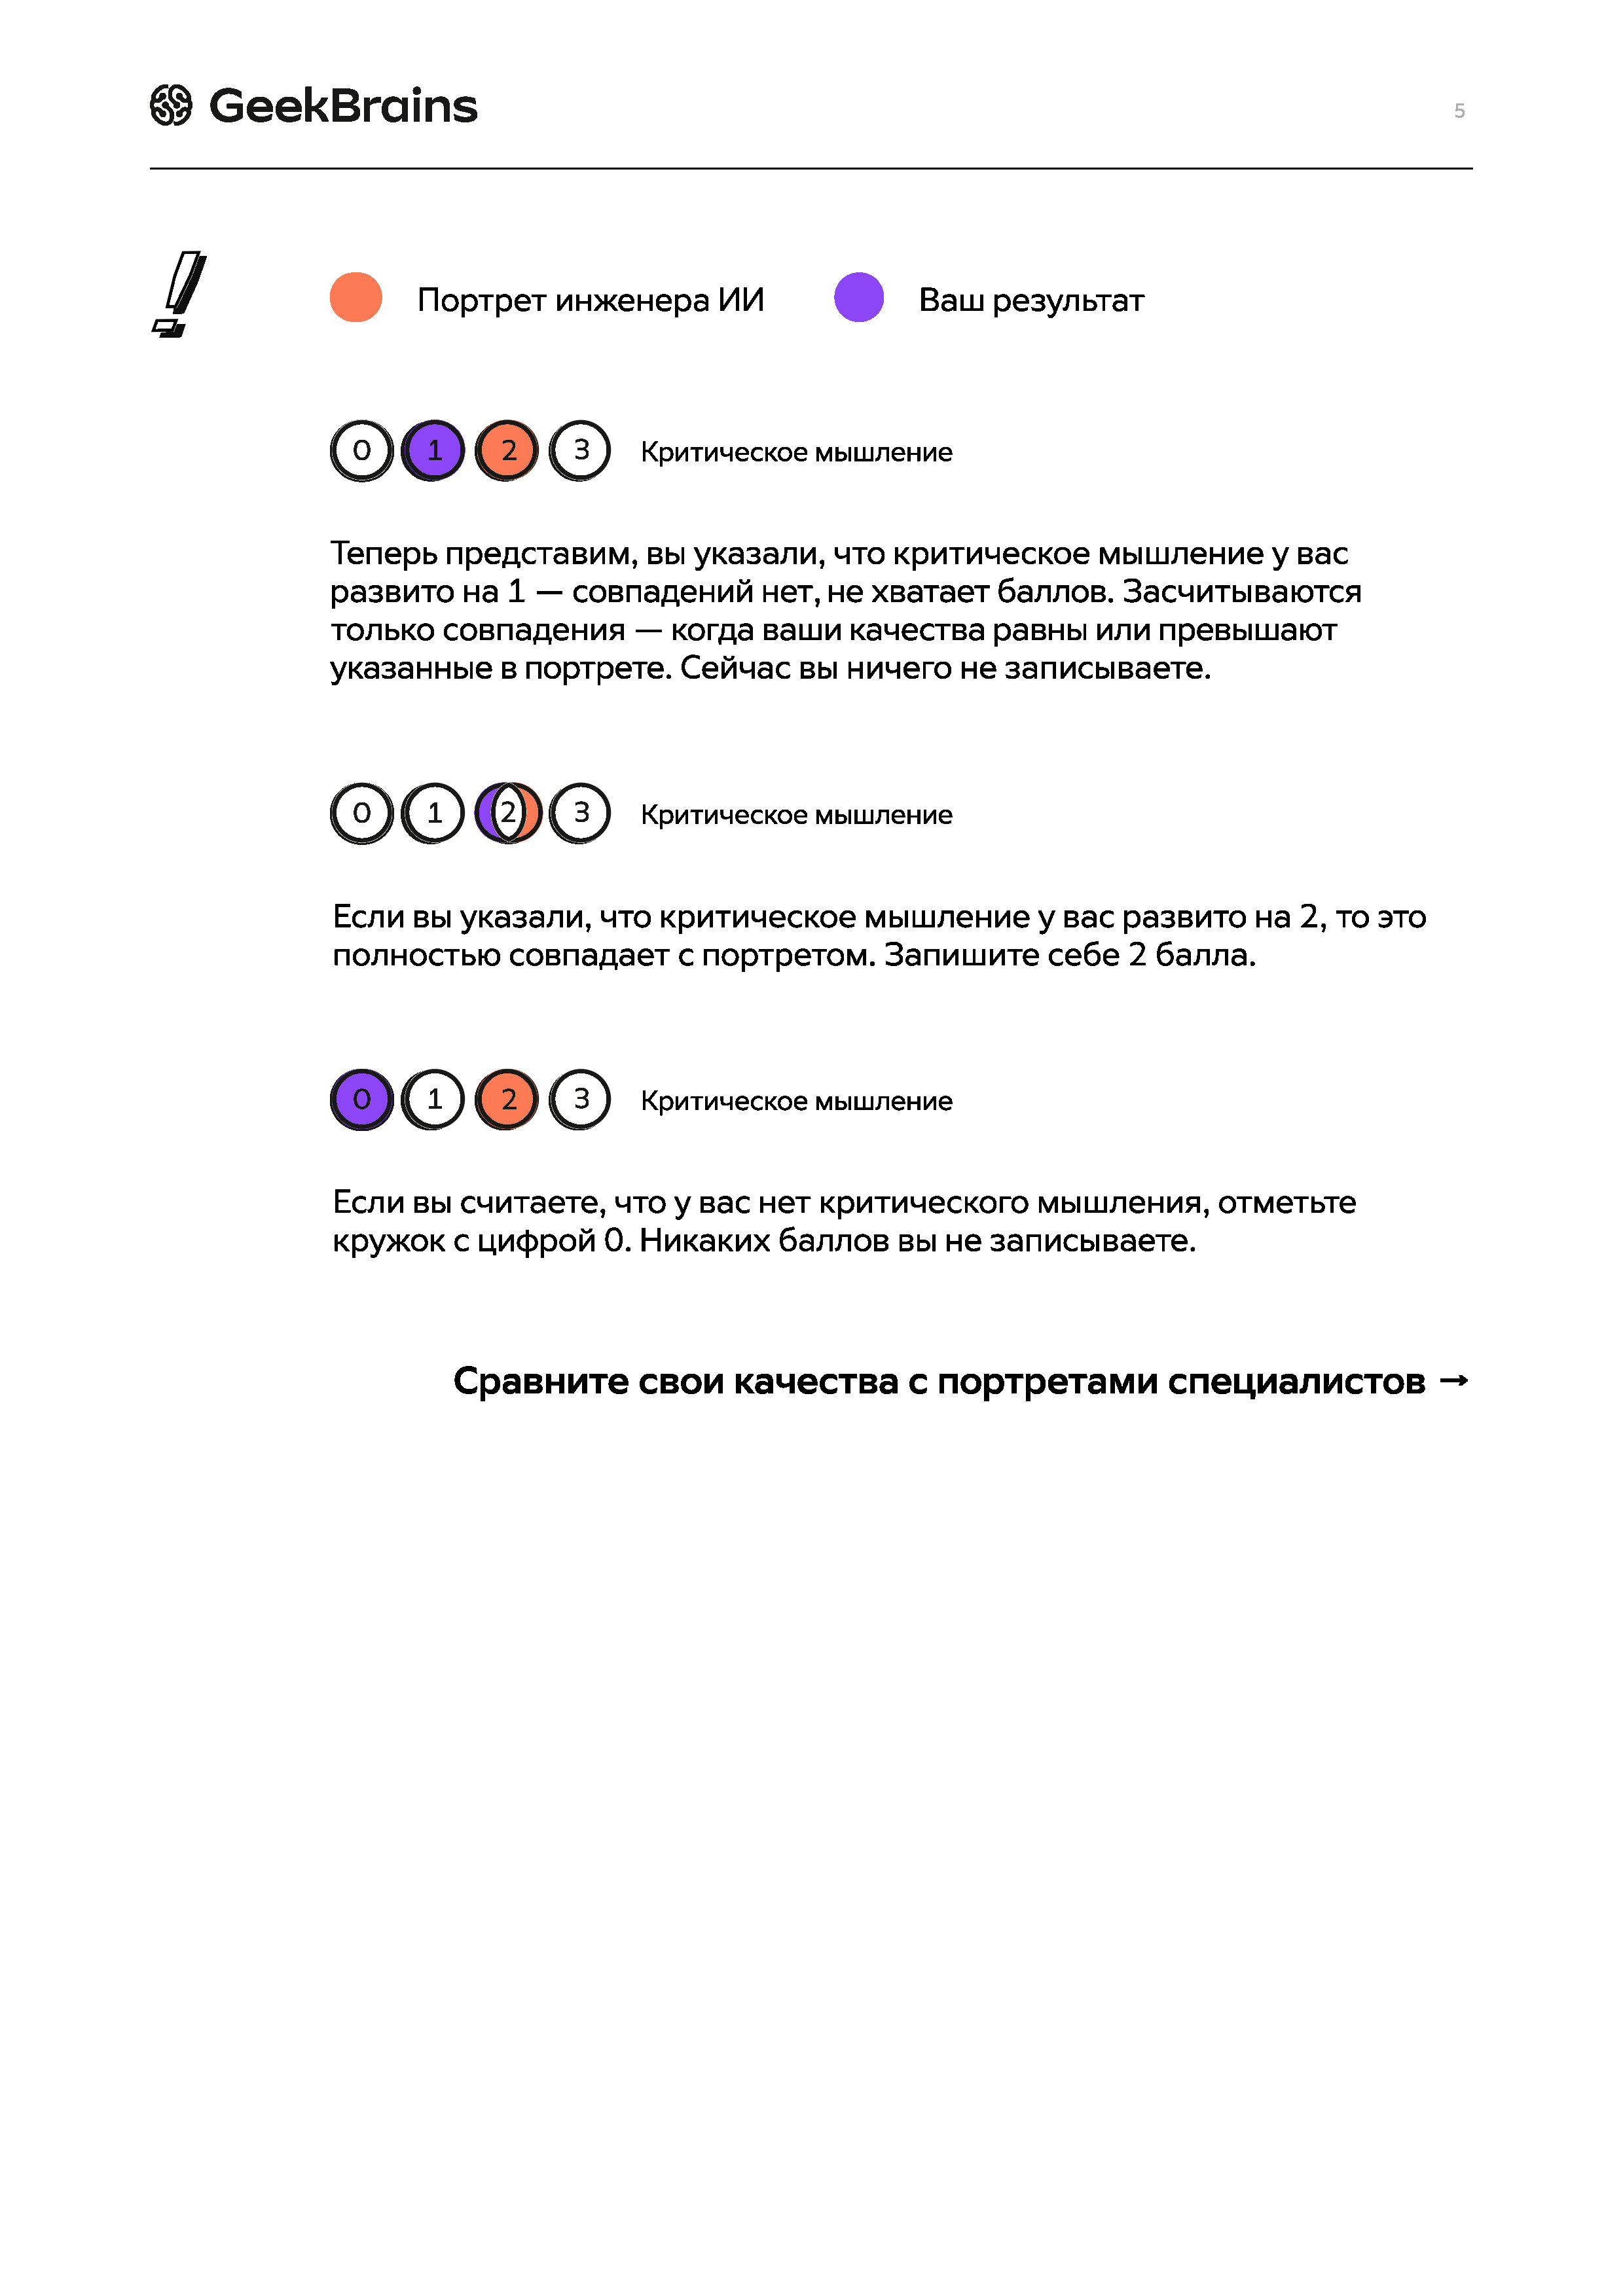 GeekBrains
5
Портрет инженера ИИ
Ваш результат
0 1 2 3 Критическое мышление
Теперь представим, вы указали, что критическое мышление у вас
развито на 1 — совпадений нет, не хватает баллов. Засчитываются
только совпадения — когда ваши качества равны или превышают
указанные в портрете. Сейчас вы ничего не записываете.
0 1 2 3 Критическое мышление
Если вы указали, что критическое мышление у вас развито на 2, то это
полностью совпадает с портретом. Запишите себе 2 балла.
0 1 2 3 Критическое мышление
Если вы считаете, что у вас нет критического мышления, отметьте
кружок с цифрой 0. Никаких баллов вы не записываете.
Сравните свои качества с портретами специалистов →